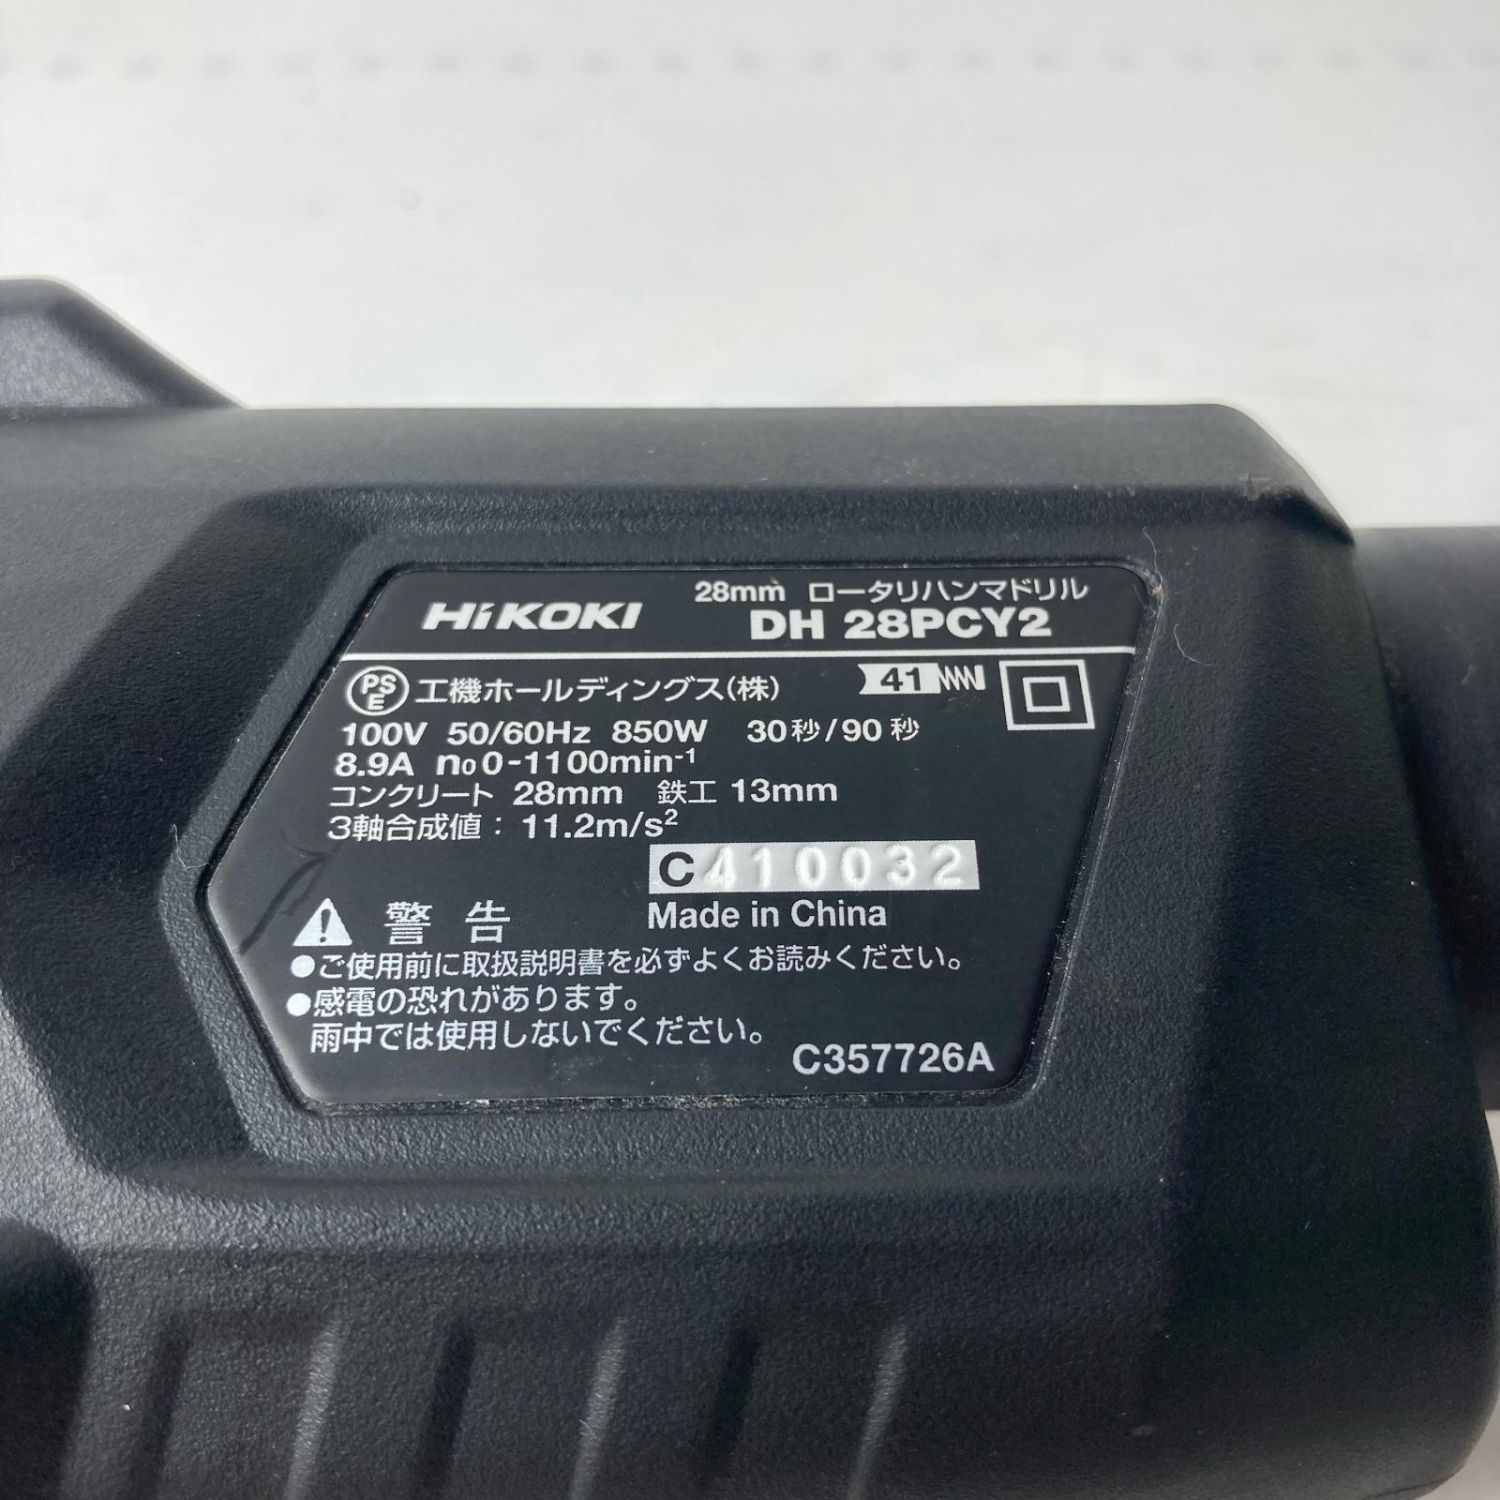 HiKOKI
28mm ロータリハンマドリル
DH 28PCY2
PSE 工機ホールディングス(株) 41
100V 50/60Hz 850W 30秒/90秒
8.9A n₀ 0-1100min⁻¹
コンクリート 28mm 鉄工 13mm
3軸合成値：11.2m/s²
C410032
Made in China
警告
●ご使用前に取扱説明書を必ずよくお読みください。
●感電の恐れがあります。
雨中では使用しないでください。
C357726A